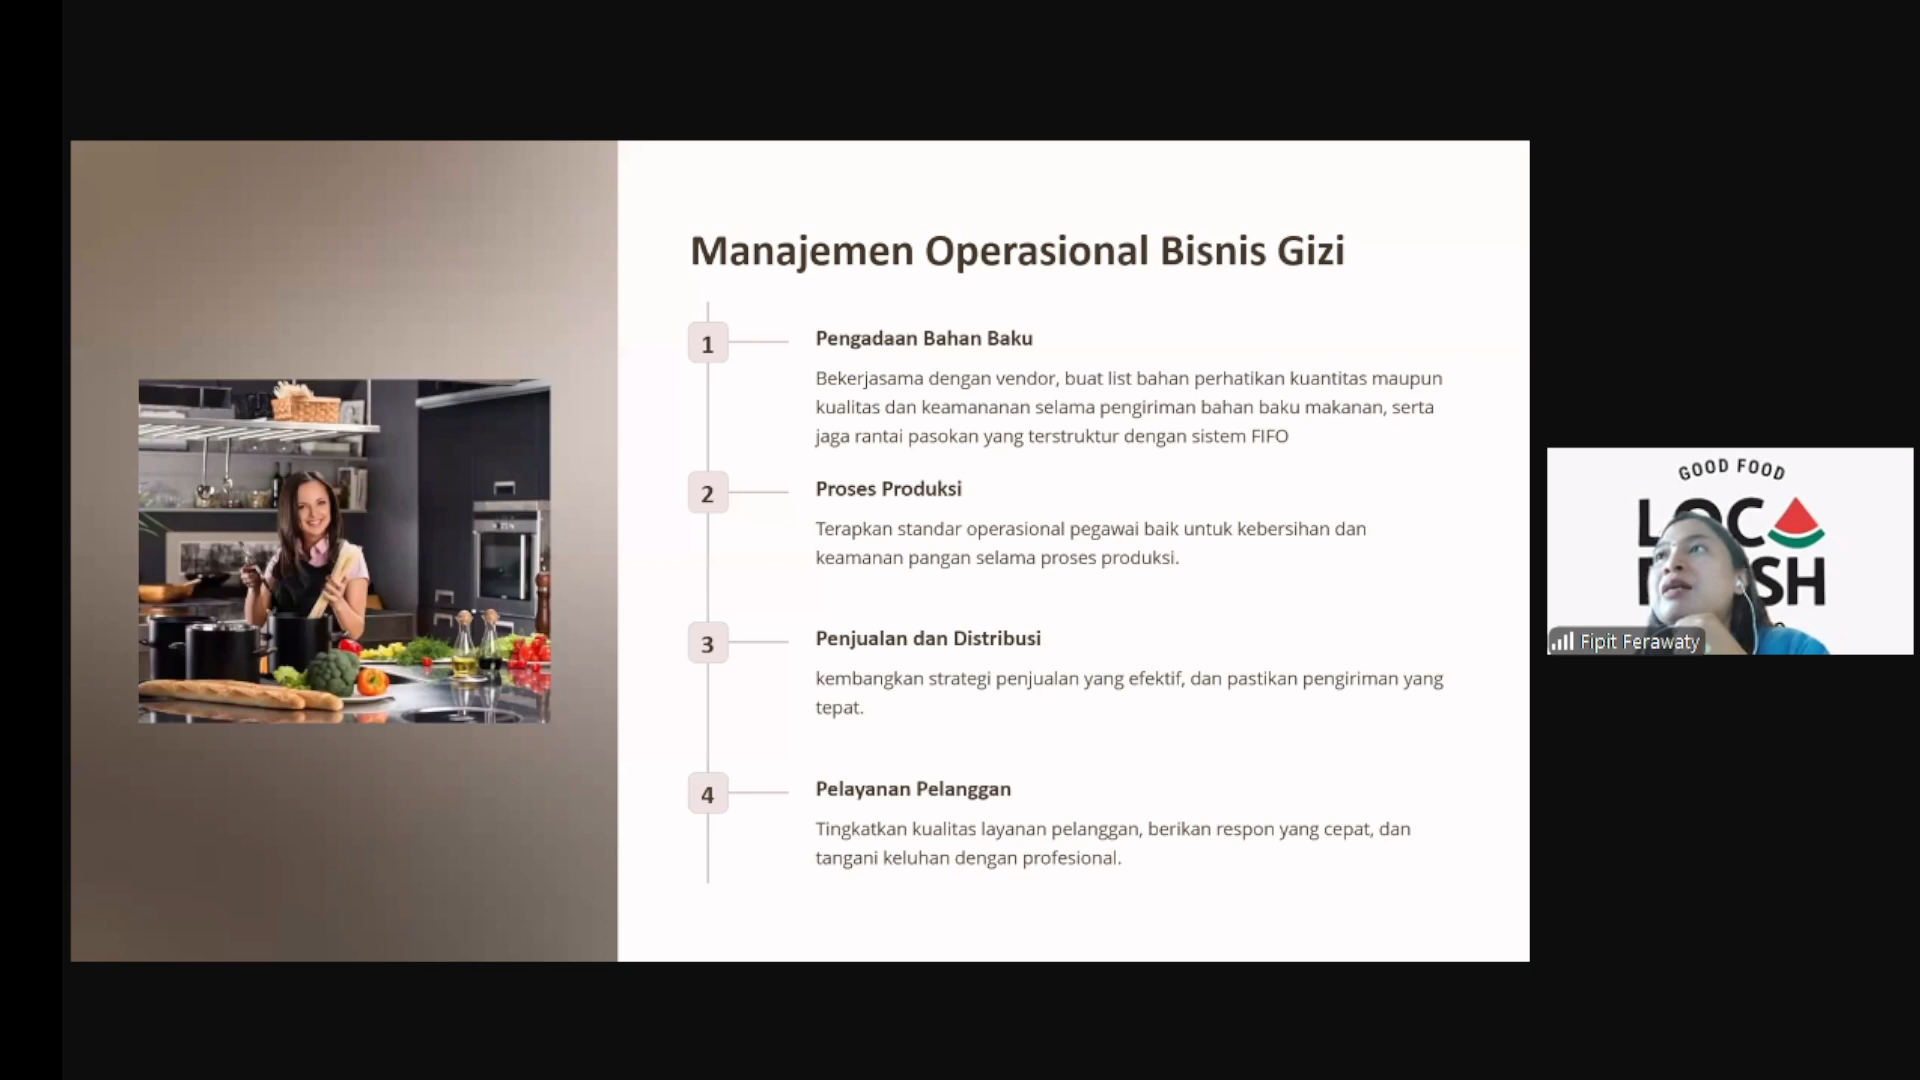 Manajemen Operasional Bisnis Gizi
1
Pengadaan Bahan Baku
Bekerjasama dengan vendor, buat list bahan perhatikan kuantitas maupun
kualitas dan keamananan selama pengiriman bahan baku makanan, serta
jaga rantai pasokan yang terstruktur dengan sistem FIFO
2
Proses Produksi
Terapkan standar operasional pegawai baik untuk kebersihan dan
keamanan pangan selama proses produksi.
3
Penjualan dan Distribusi
kembangkan strategi penjualan yang efektif, dan pastikan pengiriman yang
tepat.
4
Pelayanan Pelanggan
Tingkatkan kualitas layanan pelanggan, berikan respon yang cepat, dan
tangani keluhan dengan profesional.
GOOD FOOD
Fipit Ferawaty